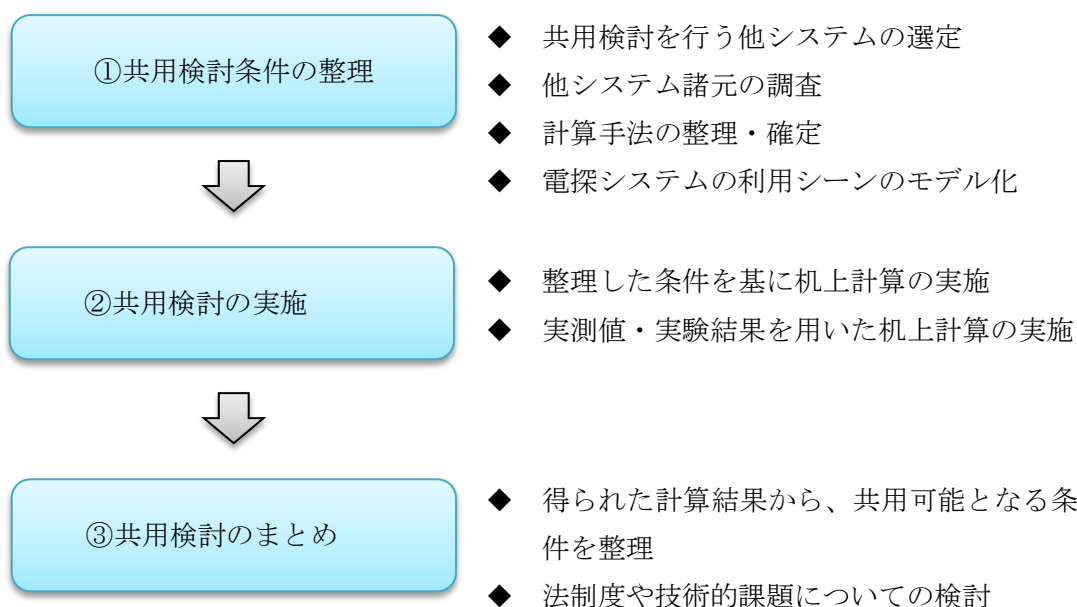 ①共用検討条件の整理
◆ 共用検討を行う他システムの選定
◆ 他システム諸元の調査
◆ 計算手法の整理・確定
◆ 電探システムの利用シーンのモデル化
②共用検討の実施
◆ 整理した条件を基に机上計算の実施
◆ 実測値・実験結果を用いた机上計算の実施
③共用検討のまとめ
◆ 得られた計算結果から、共用可能となる条
件を整理
◆ 法制度や技術的課題についての検討